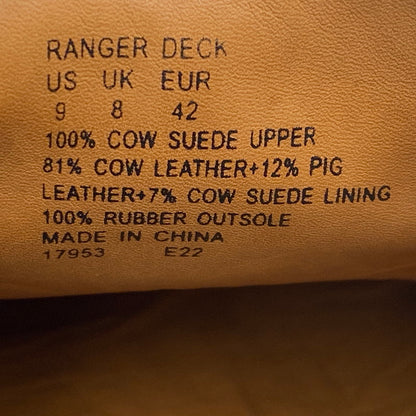 RANGER DECK
US UK EUR
9 8 42
100% COW SUEDE UPPER
81% COW LEATHER+12% PIG
LEATHER+7% COW SUEDE LINING
100% RUBBER OUTSOLE
MADE IN CHINA
17953 E22